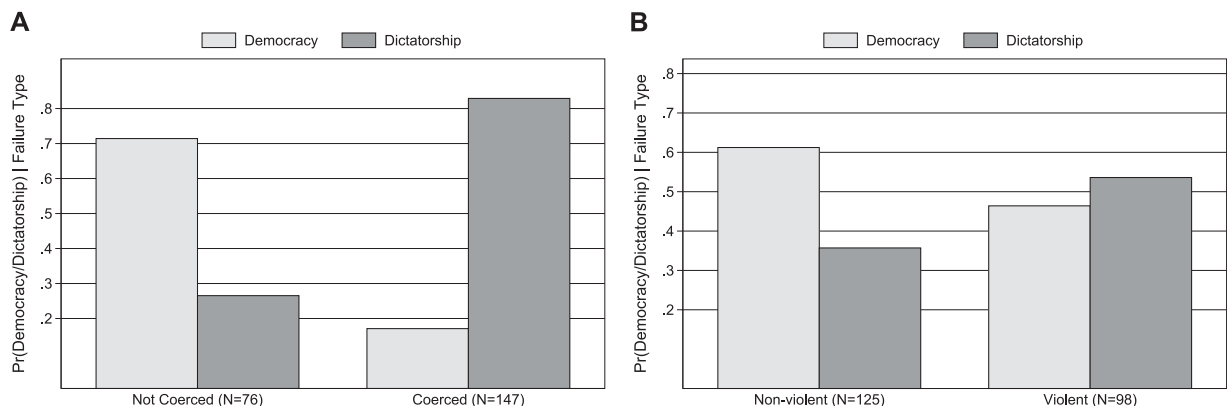 A
Democracy Dictatorship
Pr(Democracy/Dictatorship) | Failure Type
.8
.7
.6
.5
.4
.3
.2
Not Coerced (N=76) Coerced (N=147)
B
Democracy Dictatorship
Pr(Democracy/Dictatorship) | Failure Type
.8
.7
.6
.5
.4
.3
.2
Non-violent (N=125) Violent (N=98)